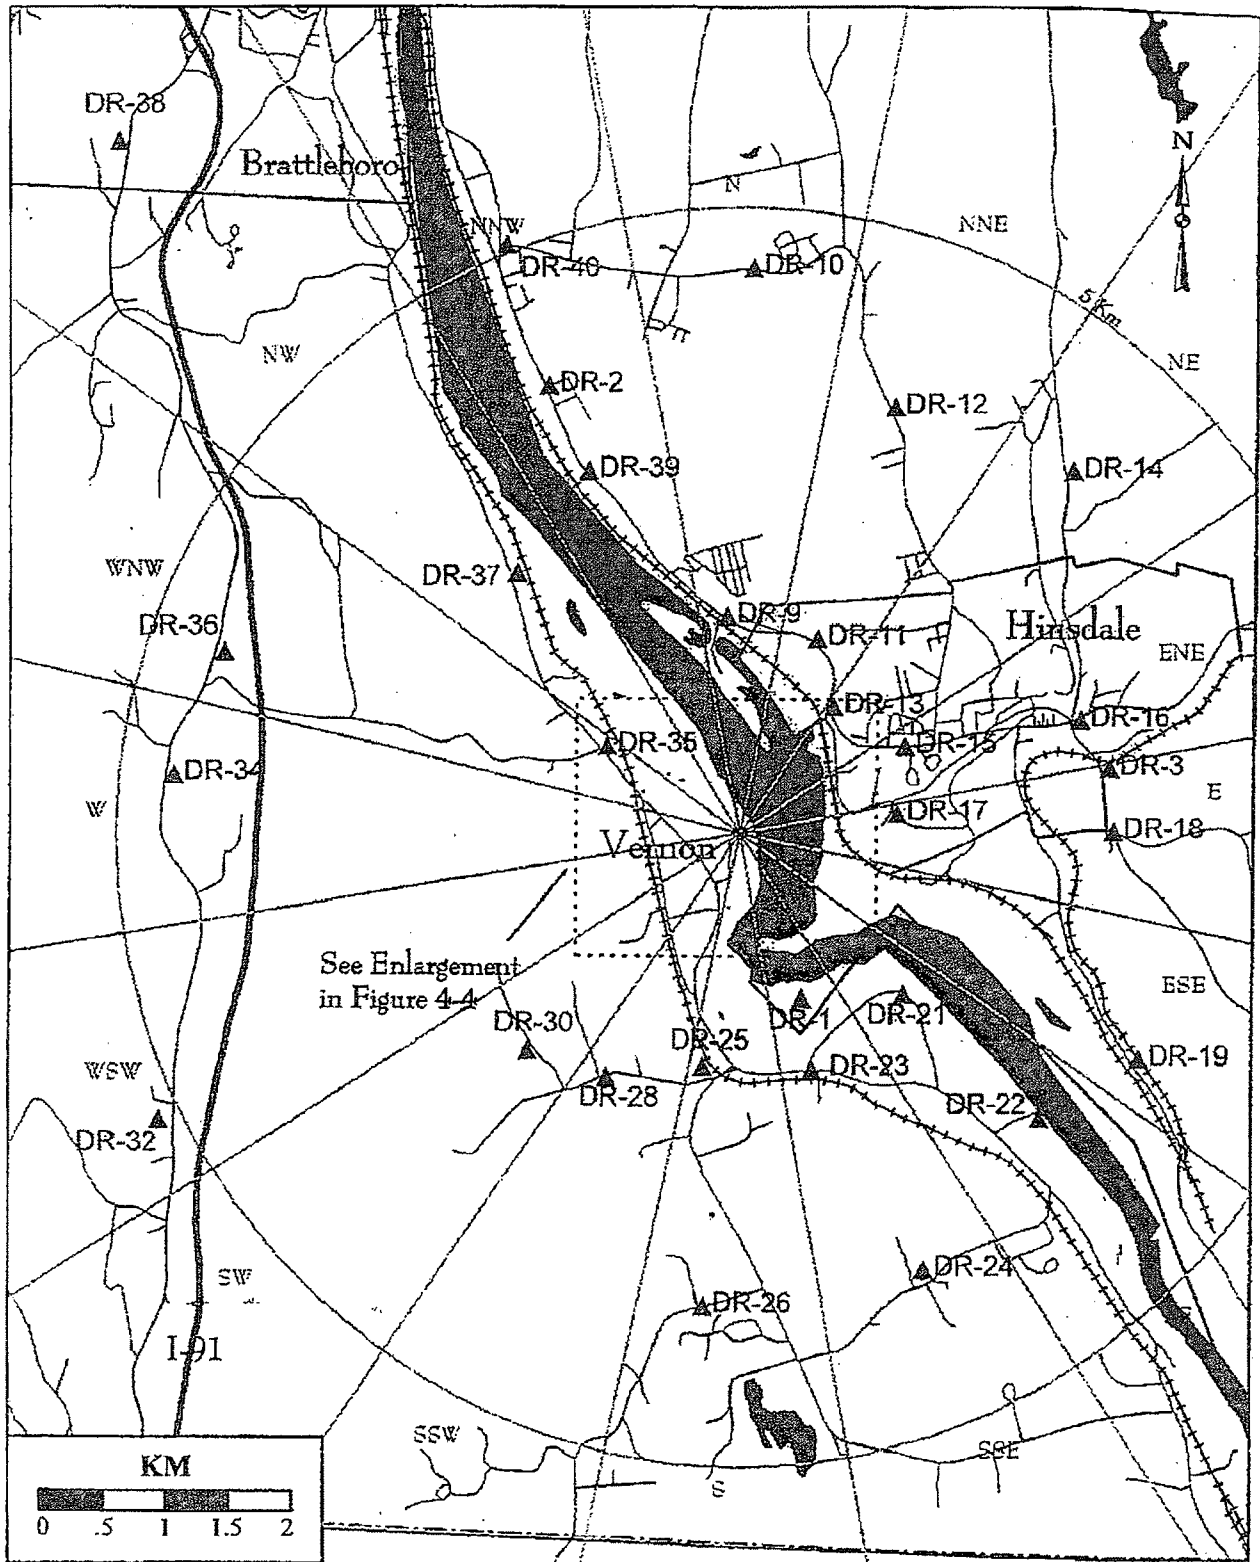 DR-38
Brattleboro
N
N
NNW
NNE
DR-40
DR-10
5 Km
NW
NE
DR-2
DR-12
DR-39
DR-14
WNW
DR-37
DR-36
DR-9
DR-11
Hinsdale
ENE
DR-13
DR-16
DR-35
DR-15
DR-34
DR-3
E
W
DR-17
DR-18
Vernon
See Enlargement
in Figure 4-4
ESE
DR-30
DR-1
DR-21
DR-25
DR-19
WSW
DR-28
DR-23
DR-22
DR-32
SW
DR-24
DR-26
I-91
SSW
SSE
S
KM
0 .5 1 1.5 2